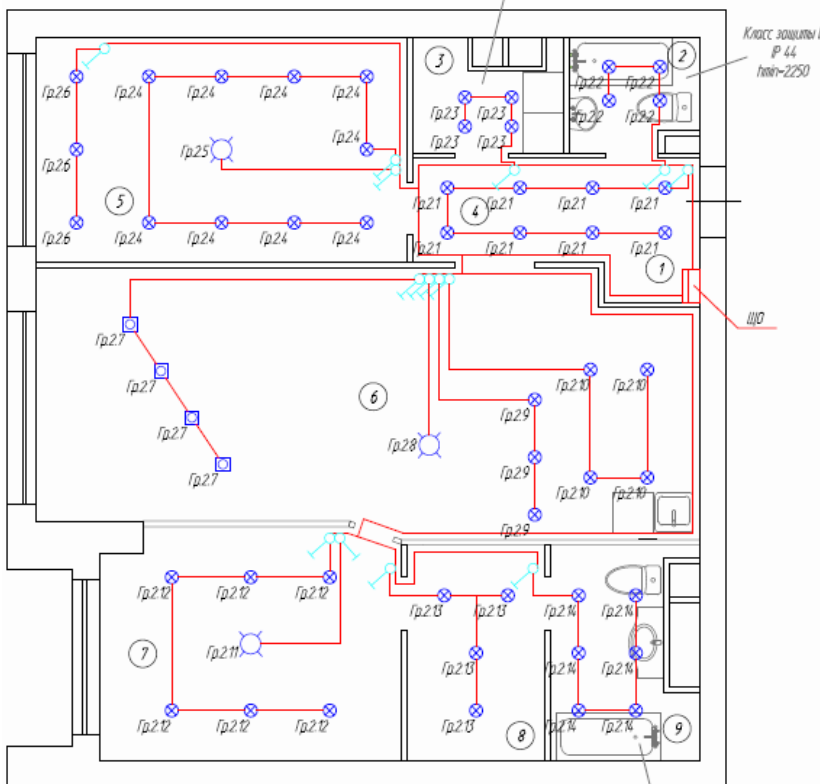 Класс защиты I
IP 44
hmin=2250
3
2
Гр.2.6
Гр.2.4
Гр.2.4
Гр.2.4
Гр.2.4
Гр.2.2
Гр.2.2
Гр.2.3
Гр.2.3
Гр.2.2
Гр.2.2
Гр.2.3
Гр.2.3
Гр.2.6
Гр.2.5
Гр.2.4
5
Гр.2.1
4
Гр.2.1
Гр.2.1
Гр.2.1
Гр.2.6
Гр.2.4
Гр.2.4
Гр.2.4
Гр.2.4
Гр.2.1
Гр.2.1
Гр.2.1
Гр.2.1
1
ЩО
Гр.2.7
Гр.2.7
6
Гр.2.10
Гр.2.10
Гр.2.9
Гр.2.7
Гр.2.8
Гр.2.7
Гр.2.9
Гр.2.10
Гр.2.10
Гр.2.9
Гр.2.12
Гр.2.12
Гр.2.12
Гр.2.13
Гр.2.13
Гр.2.14
Гр.2.14
7
Гр.2.11
Гр.2.13
Гр.2.14
Гр.2.14
Гр.2.12
Гр.2.12
Гр.2.12
Гр.2.13
8
Гр.2.14
Гр.2.14
9